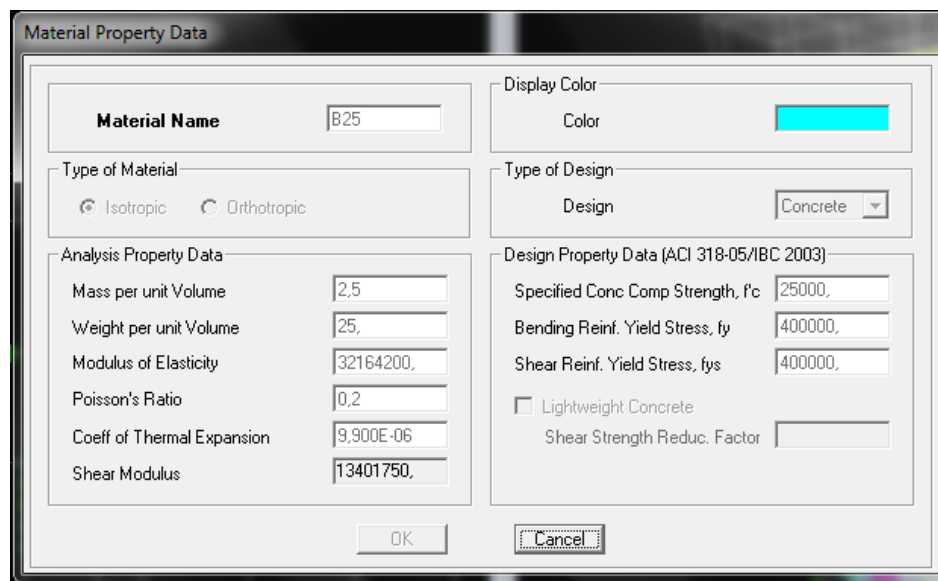 Material Property Data
Material Name
B25
Display Color
Color
Type of Material
Isotropic
Orthotropic
Type of Design
Design
Concrete
Analysis Property Data
Mass per unit Volume
2,5
Weight per unit Volume
25,
Modulus of Elasticity
32164200,
Poisson's Ratio
0,2
Coeff of Thermal Expansion
9,900E-06
Shear Modulus
13401750,
Design Property Data (ACI 318-05/IBC 2003)
Specified Conc Comp Strength, f'c
25000,
Bending Reinf. Yield Stress, fy
400000,
Shear Reinf. Yield Stress, fys
400000,
Lightweight Concrete
Shear Strength Reduc. Factor
OK
Cancel